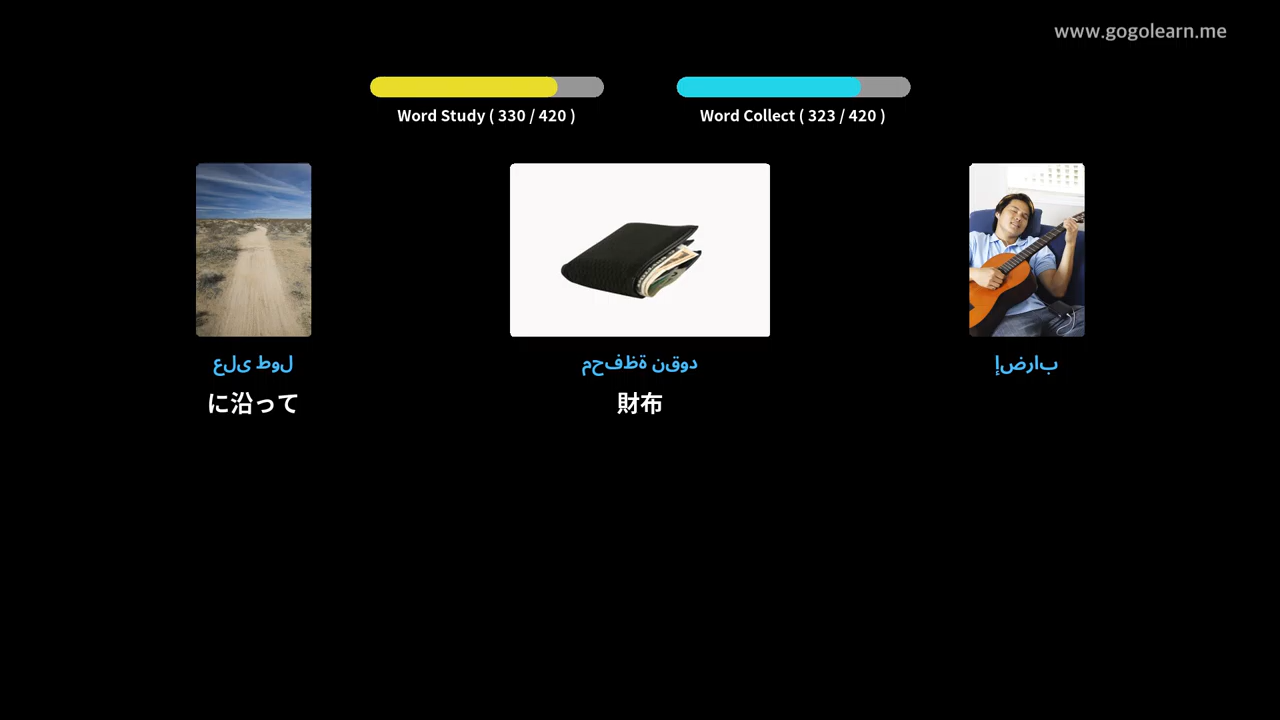 www.gogolearn.me
Word Study ( 330 / 420 )
Word Collect ( 323 / 420 )
على طول
محفظة نقود
إضراب
に沿って
財布